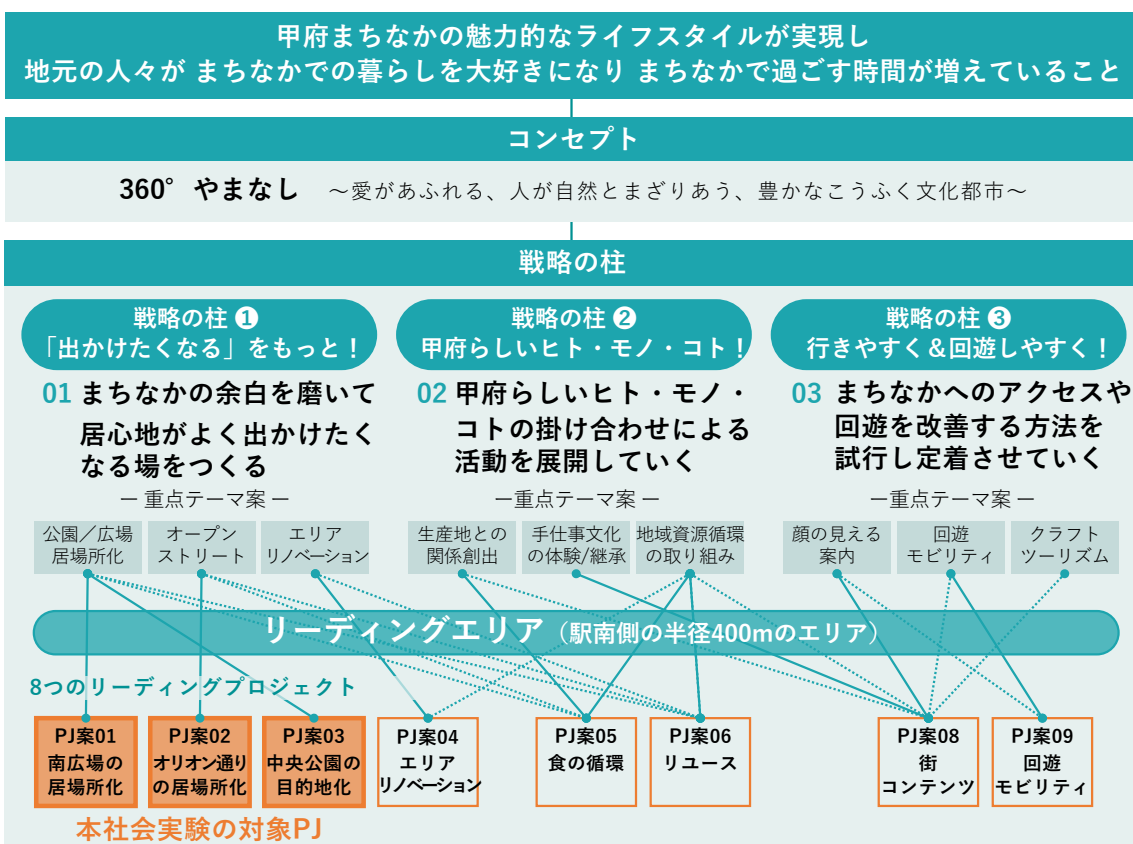 甲府まちなかの魅力的なライフスタイルが実現し
地元の人々が まちなかでの暮らしを大好きになり まちなかで過ごす時間が増えていること
コンセプト
360° やまなし ～愛があふれる、人が自然とまざりあう、豊かなこうふく文化都市～
戦略の柱
戦略の柱 ❶
「出かけたくなる」をもっと！
01 まちなかの余白を磨いて
居心地がよく出かけたく
なる場をつくる
ー 重点テーマ案 ー
公園／広場
居場所化
オープン
ストリート
エリア
リノベーション
戦略の柱 ❷
甲府らしいヒト・モノ・コト！
02 甲府らしいヒト・モノ・
コトの掛け合わせによる
活動を展開していく
ー重点テーマ案 ー
生産地との
関係創出
手仕事文化
の体験/継承
地域資源循環
の取り組み
戦略の柱 ❸
行きやすく＆回遊しやすく！
03 まちなかへのアクセスや
回遊を改善する方法を
試行し定着させていく
ー重点テーマ案 ー
顔の見える
案内
回遊
モビリティ
クラフト
ツーリズム
リーディングエリア（駅南側の半径400mのエリア）
8つのリーディングプロジェクト
PJ案01
南広場の
居場所化
PJ案02
オリオン通り
の居場所化
PJ案03
中央公園の
目的地化
PJ案04
エリア
リノベーション
PJ案05
食の循環
PJ案06
リユース
PJ案08
街
コンテンツ
PJ案09
回遊
モビリティ
本社会実験の対象PJ